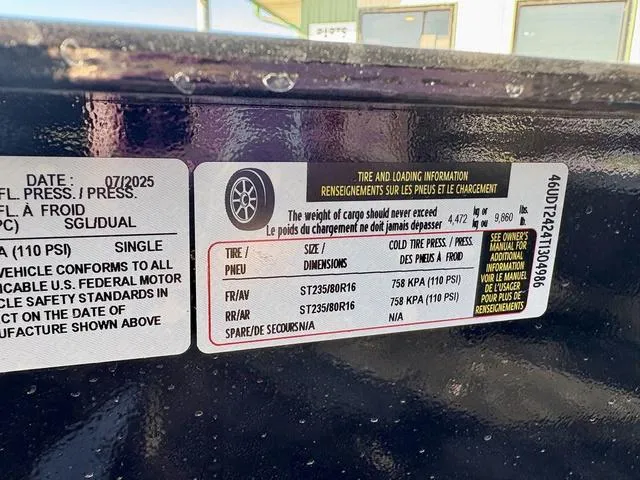 PARTS
DATE: 07/2025
FL. PRESS./ PRESS.
FL. À FROID
PC) SGL/DUAL
A (110 PSI) SINGLE
VEHICLE CONFORMS TO ALL
LICABLE U.S. FEDERAL MOTOR
CLE SAFETY STANDARDS IN
CT ON THE DATE OF
UFACTURE SHOWN ABOVE
TIRE AND LOADING INFORMATION
RENSEIGNEMENTS SUR LES PNEUS ET LE CHARGEMENT
The weight of cargo should never exceed
Le poids du chargement ne doit jamais dépasser 4,472 kg or kg ou 9,860 lbs. lb.
TIRE / PNEU SIZE / DIMENSIONS COLD TIRE PRESS. / PRESS. DES PNEUS À FROID
FR/AV ST235/80R16 758 KPA (110 PSI)
RR/AR ST235/80R16 758 KPA (110 PSI)
SPARE/DE SECOURS N/A N/A
SEE OWNER'S
MANUAL FOR
ADDITIONAL
INFORMATION
VOIR LE MANUEL
DE L'USAGER
POUR PLUS DE
RENSEIGNEMENTS
46UDT2424T1304986